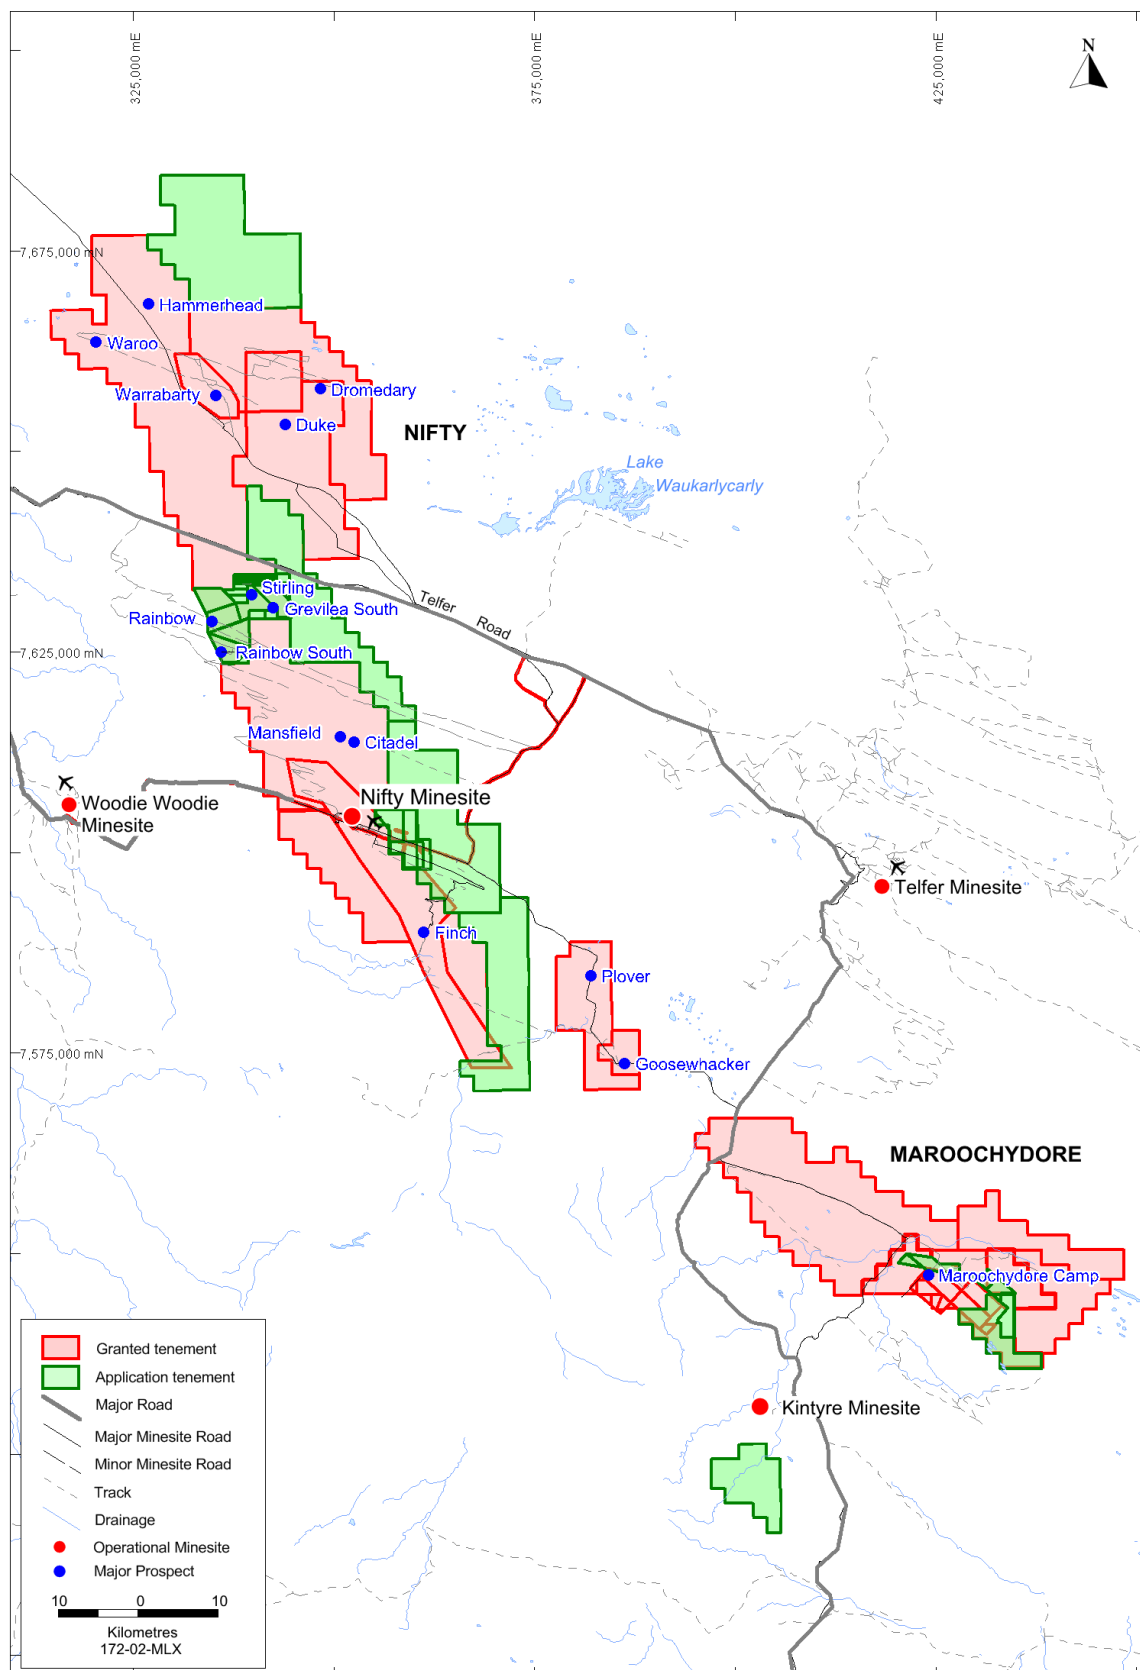 325,000 mE
375,000 mE
425,000 mE
N
7,675,000 mN
Hammerhead
Waroo
Warrabarty
Dromedary
Duke
NIFTY
Lake
Waukarlycarly
Stirling
Grevilea South
Rainbow
Telfer Road
7,625,000 mN
Rainbow South
Mansfield
Citadel
Nifty Minesite
Woodie Woodie
Minesite
Telfer Minesite
Finch
Plover
7,575,000 mN
Goosewhacker
MAROOCHYDORE
Maroochydore Camp
Kintyre Minesite
Granted tenement
Application tenement
Major Road
Major Minesite Road
Minor Minesite Road
Track
Drainage
Operational Minesite
Major Prospect
10 0 10
Kilometres
172-02-MLX